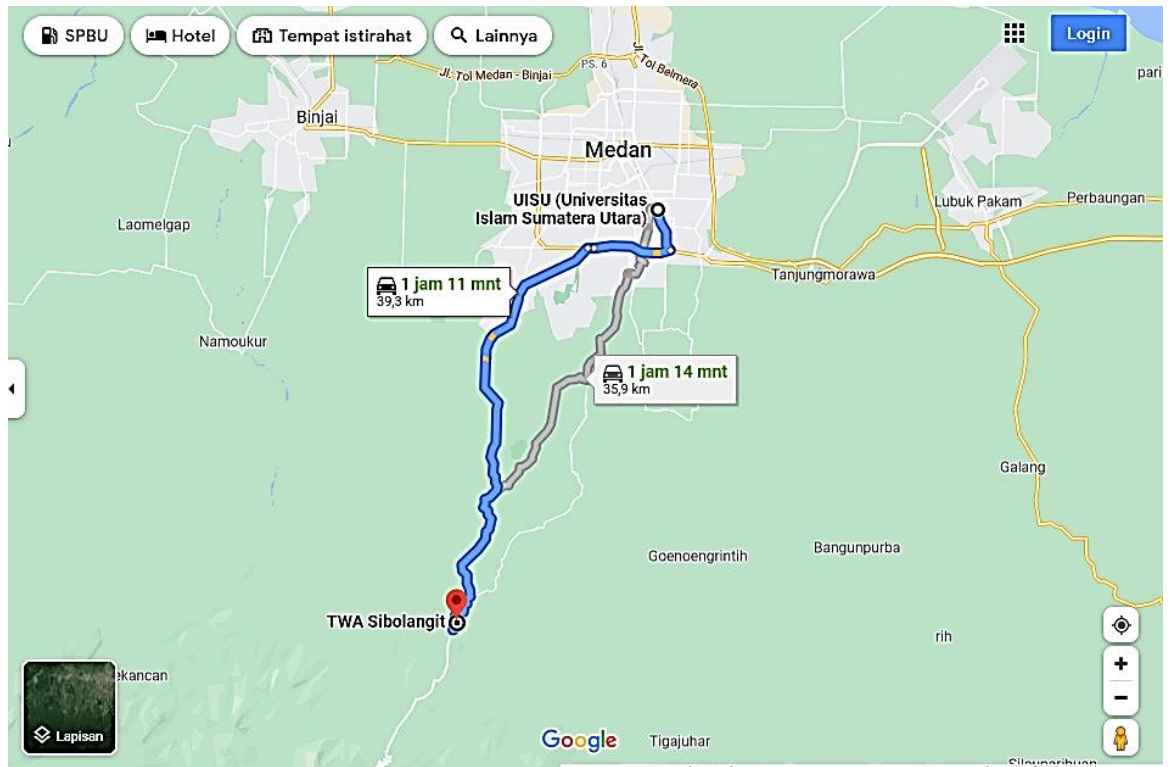 SPBU
Hotel
Tempat istirahat
Lainnya
Login
PS. 6
Jl. Tol Belmera
Jl. Tol Medan - Binjai
pari
Binjai
Medan
UISU (Universitas
Islam Sumatera Utara)
Lubuk Pakam
Perbaungan
Laomelgap
Tanjungmorawa
1 jam 11 mnt
39,3 km
Namoukur
1 jam 14 mnt
35,9 km
Galang
Goenoengrintih
Bangunpurba
TWA Sibolangit
rih
ekancan
Lapisan
Google
Tigajuhar